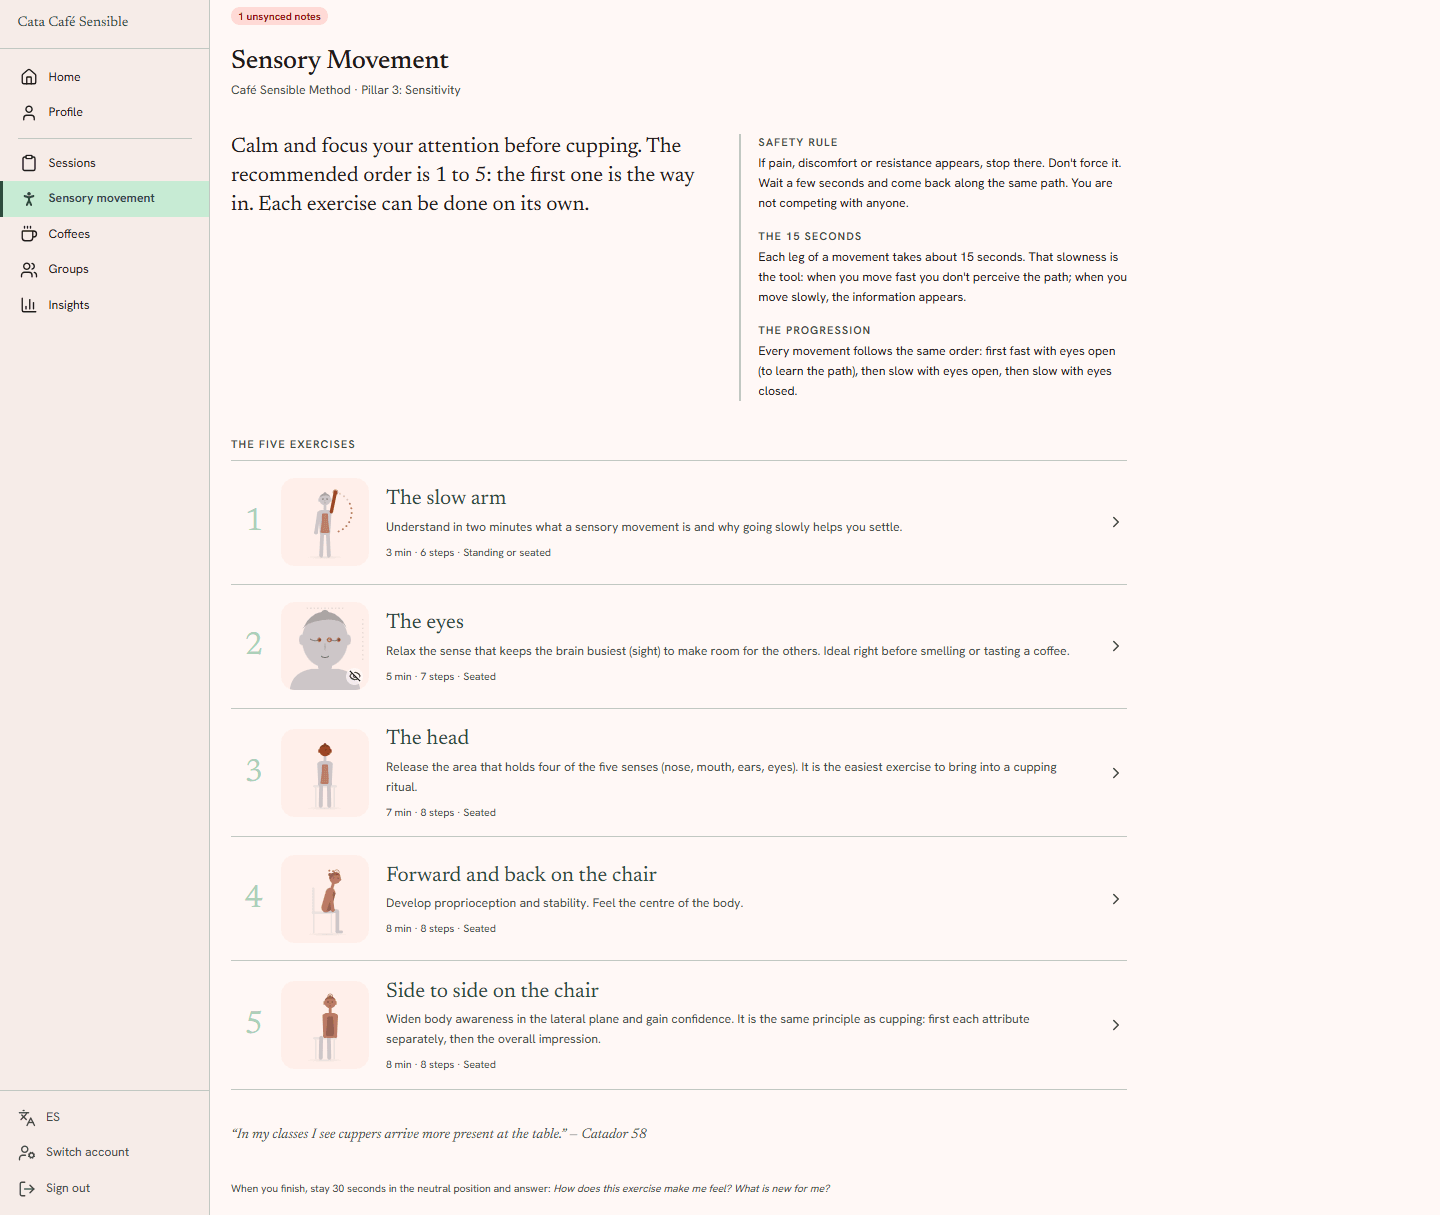 Cata Café Sensible
Home
Profile
Sessions
Sensory movement
Coffees
Groups
Insights
ES
Switch account
Sign out
1 unsynced notes
Sensory Movement
Café Sensible Method · Pillar 3: Sensitivity
Calm and focus your attention before cupping. The
recommended order is 1 to 5: the first one is the way
in. Each exercise can be done on its own.
SAFETY RULE
If pain, discomfort or resistance appears, stop there. Don't force it.
Wait a few seconds and come back along the same path. You are
not competing with anyone.
THE 15 SECONDS
Each leg of a movement takes about 15 seconds. That slowness is
the tool: when you move fast you don't perceive the path; when you
move slowly, the information appears.
THE PROGRESSION
Every movement follows the same order: first fast with eyes open
(to learn the path), then slow with eyes open, then slow with eyes
closed.
THE FIVE EXERCISES
1
The slow arm
Understand in two minutes what a sensory movement is and why going slowly helps you settle.
3 min · 6 steps · Standing or seated
2
The eyes
Relax the sense that keeps the brain busiest (sight) to make room for the others. Ideal right before smelling or tasting a coffee.
5 min · 7 steps · Seated
3
The head
Release the area that holds four of the five senses (nose, mouth, ears, eyes). It is the easiest exercise to bring into a cupping
ritual.
7 min · 8 steps · Seated
4
Forward and back on the chair
Develop proprioception and stability. Feel the centre of the body.
8 min · 8 steps · Seated
5
Side to side on the chair
Widen body awareness in the lateral plane and gain confidence. It is the same principle as cupping: first each attribute
separately, then the overall impression.
8 min · 8 steps · Seated
“In my classes I see cuppers arrive more present at the table.” – Catador 58
When you finish, stay 30 seconds in the neutral position and answer: How does this exercise make me feel? What is new for me?